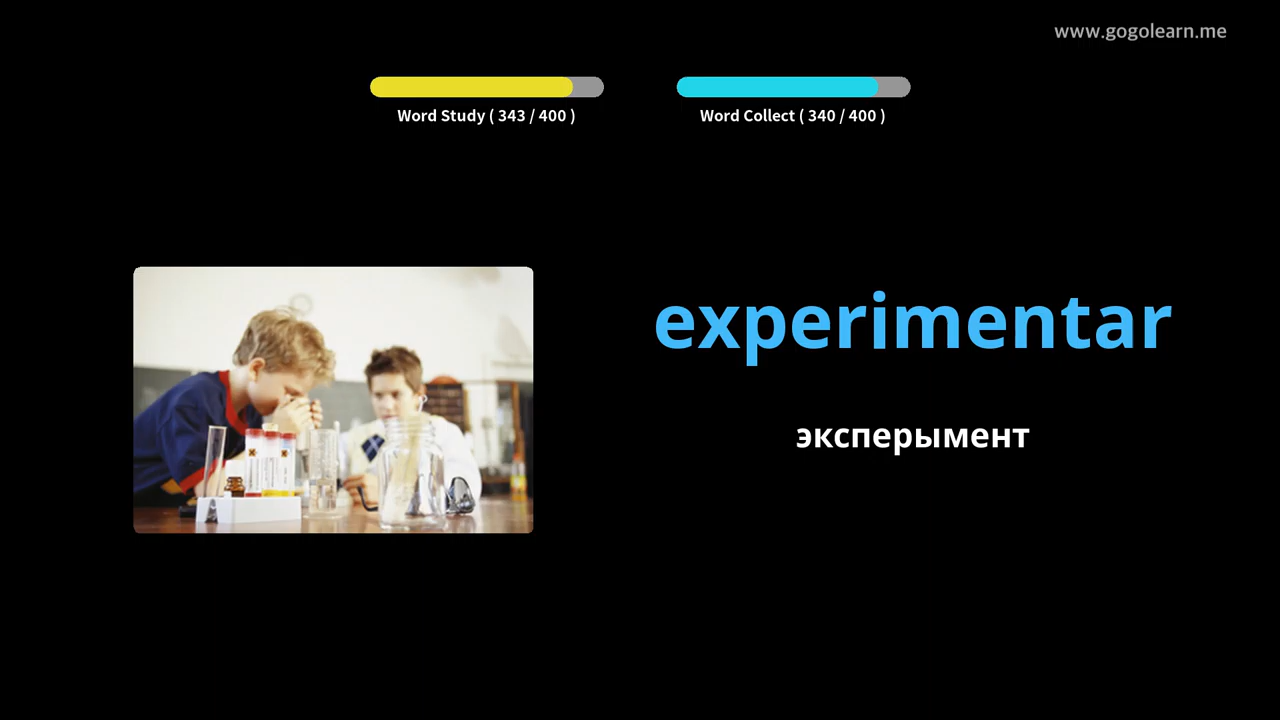 www.gogolearn.me
Word Study ( 343 / 400 )
Word Collect ( 340 / 400 )
experimentar
эксперымент